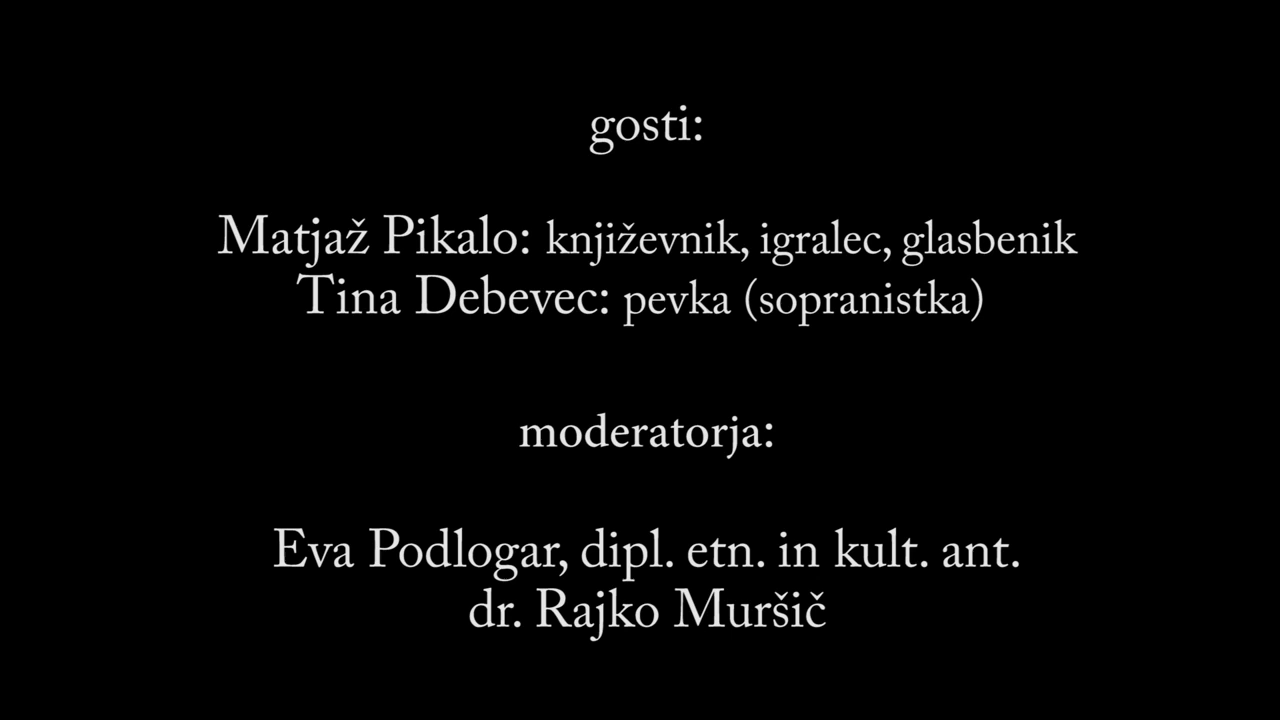 gosti:
Matjaž Pikalo: književnik, igralec, glasbenik
Tina Debevec: pevka (sopranistka)
moderatorja:
Eva Podlogar, dipl. etn. in kult. ant.
dr. Rajko Muršič